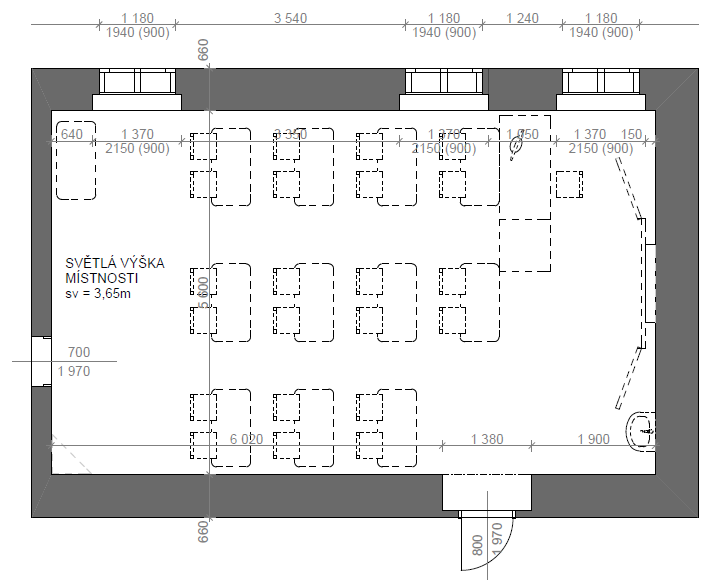 1 180 3 540 1 180 1 240 1 180
1940 (900) 1940 (900) 1940 (900)
660
640 1 370 3 350 1 370 1 050 1 370 150
2150 (900) 2150 (900) 2150 (900)
SVĚTLÁ VÝŠKA
MÍSTNOSTI
sv = 3,65m
5 600
700
1 970
6 020 1 380 1 900
660
800
1 970